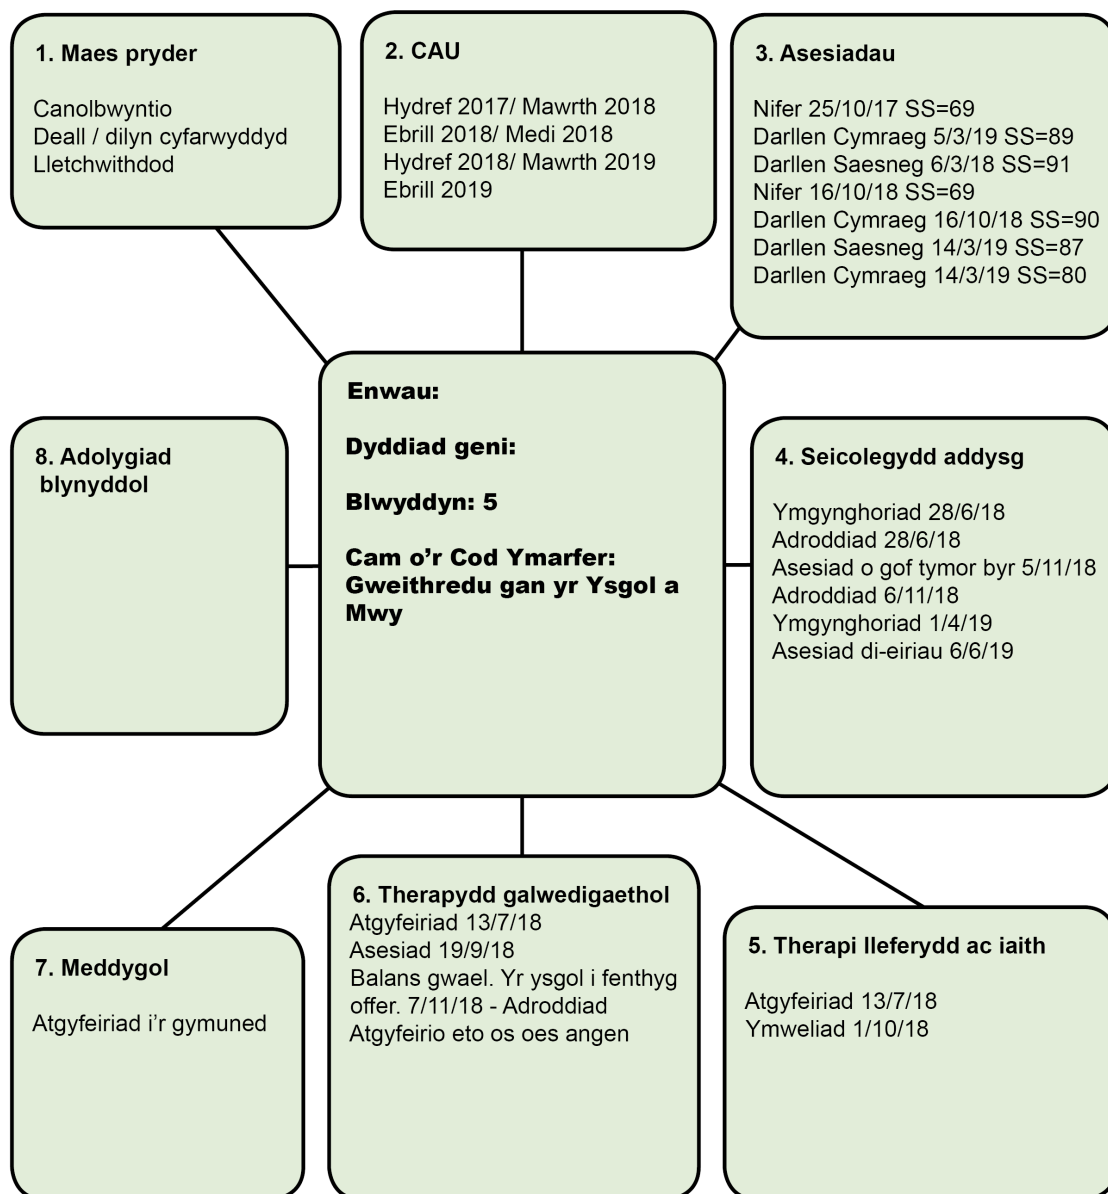 1. Maes pryder
Canolbwyntio
Deall / dilyn cyfarwyddyd
Lletchwithdod
2. CAU
Hydref 2017/ Mawrth 2018
Ebrill 2018/ Medi 2018
Hydref 2018/ Mawrth 2019
Ebrill 2019
3. Asesiadau
Nifer 25/10/17 SS=69
Darllen Cymraeg 5/3/19 SS=89
Darllen Saesneg 6/3/18 SS=91
Nifer 16/10/18 SS=69
Darllen Cymraeg 16/10/18 SS=90
Darllen Saesneg 14/3/19 SS=87
Darllen Cymraeg 14/3/19 SS=80
Enwau:
Dyddiad geni:
Blwyddyn: 5
Cam o’r Cod Ymarfer:
Gweithredu gan yr Ysgol a
Mwy
4. Seicolegydd addysg
Ymgynghoriad 28/6/18
Adroddiad 28/6/18
Asesiad o gof tymor byr 5/11/18
Adroddiad 6/11/18
Ymgynghoriad 1/4/19
Asesiad di-eiriau 6/6/19
5. Therapi lleferydd ac iaith
Atgyfeiriad 13/7/18
Ymweliad 1/10/18
6. Therapydd galwedigaethol
Atgyfeiriad 13/7/18
Asesiad 19/9/18
Balans gwael. Yr ysgol i fenthyg
offer. 7/11/18 - Adroddiad
Atgyfeirio eto os oes angen
7. Meddygol
Atgyfeiriad i’r gymuned
8. Adolygiad
blynyddol